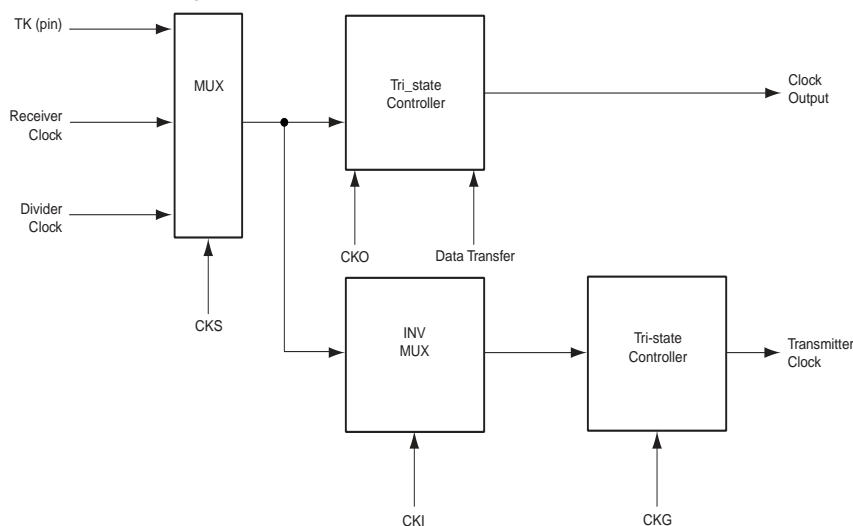 TK (pin)
MUX
Tri_state
Controller
Clock
Output
Receiver
Clock
Divider
Clock
CKO
Data Transfer
CKS
INV
MUX
Tri-state
Controller
Transmitter
Clock
CKI
CKG